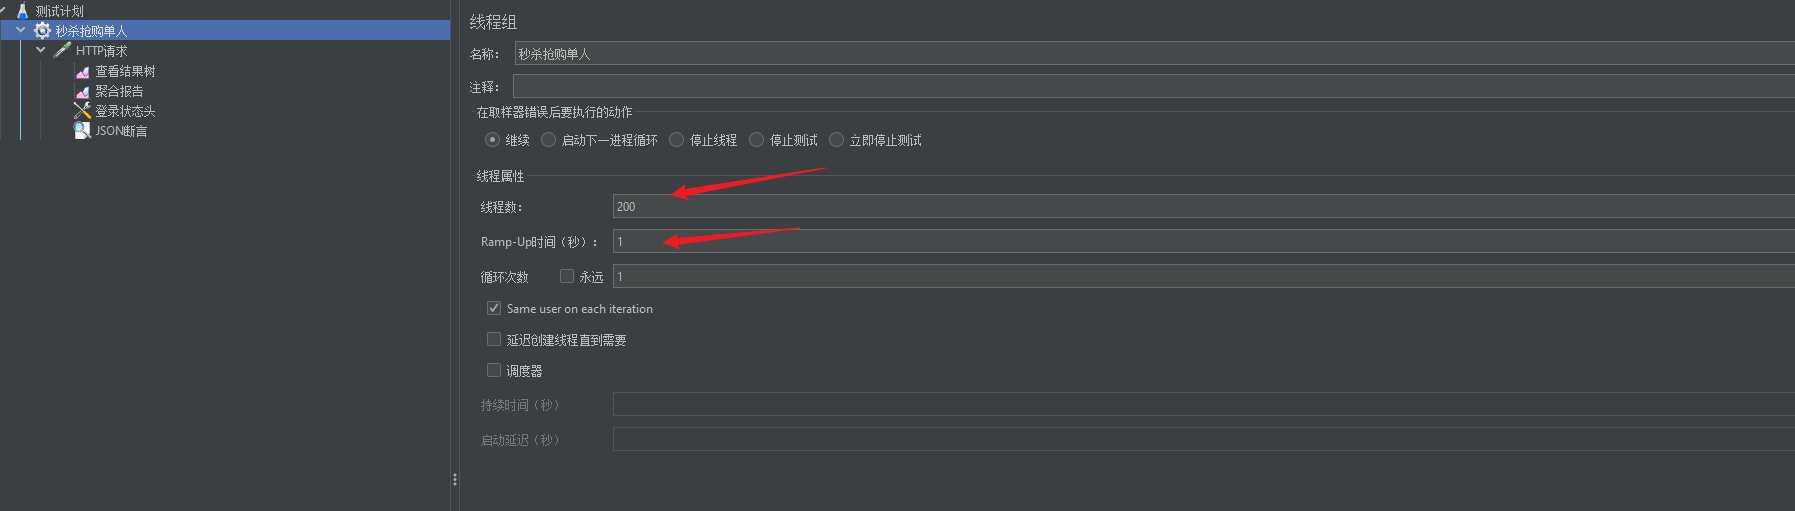 测试计划
秒杀抢购单人
HTTP请求
查看结果树
聚合报告
登录状态头
JSON断言
线程组
名称： 秒杀抢购单人
注释：
在取样器错误后要执行的动作
继续 启动下一进程循环 停止线程 停止测试 立即停止测试
线程属性
线程数： 200
Ramp-Up时间（秒）： 1
循环次数 永远 1
Same user on each iteration
延迟创建线程直到需要
调度器
持续时间（秒）
启动延迟（秒）